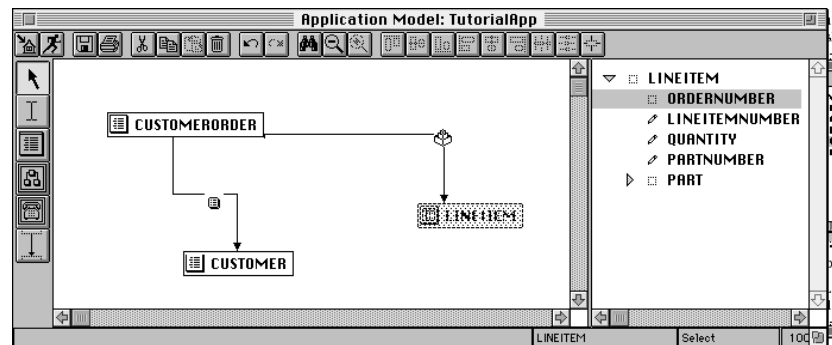 Application Model: TutorialApp
CUSTOMERORDER
LINEITEM
CUSTOMER
LINEITEM
ORDERNUMBER
LINEITEMNUMBER
QUANTITY
PARTNUMBER
PART
LINEITEM
Select
100